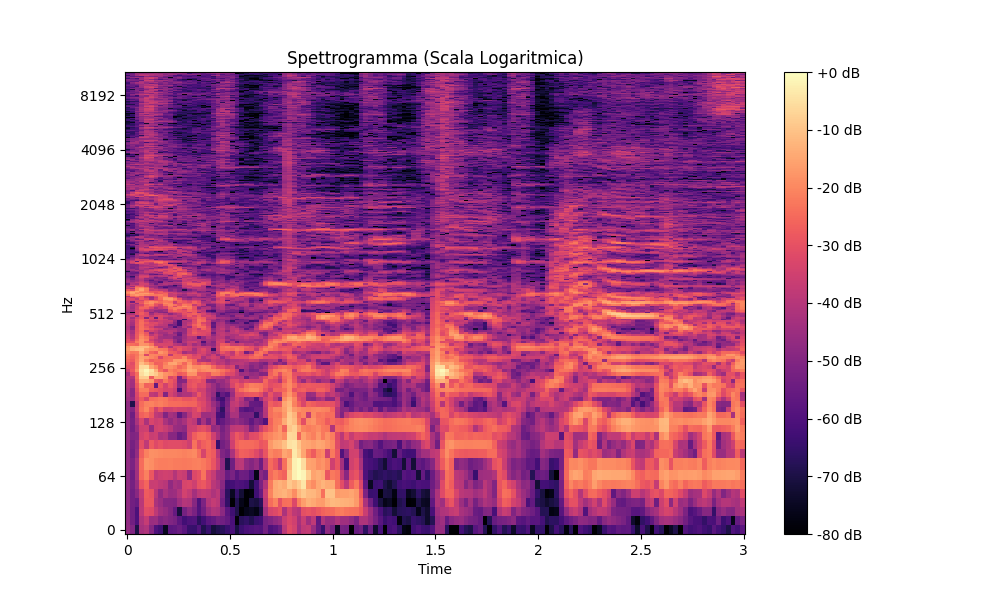 Spettrogramma (Scala Logaritmica)
Hz
8192
4096
2048
1024
512
256
128
64
0
0
0.5
1
1.5
2
2.5
3
Time
+0 dB
-10 dB
-20 dB
-30 dB
-40 dB
-50 dB
-60 dB
-70 dB
-80 dB